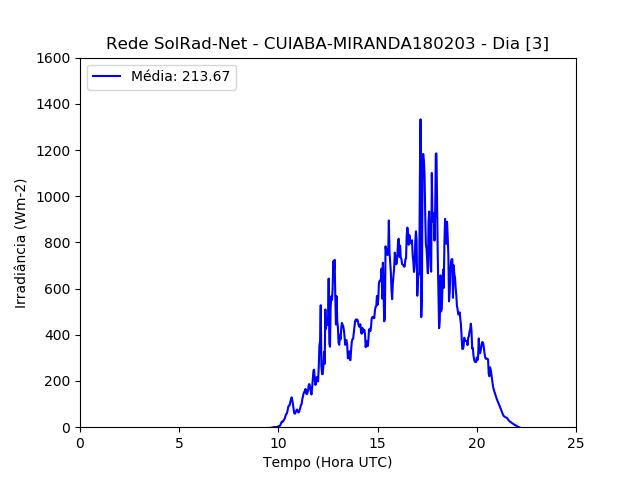 Rede SolRad-Net - CUIABA-MIRANDA180203 - Dia [3]
Média: 213.67
1600
1400
1200
1000
800
600
400
200
0
Irradiância (Wm-2)
0 5 10 15 20 25
Tempo (Hora UTC)